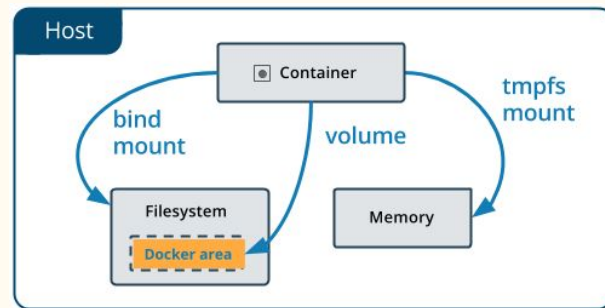 Host
Container
bind
mount
volume
tmpfs
mount
Filesystem
Memory
Docker area